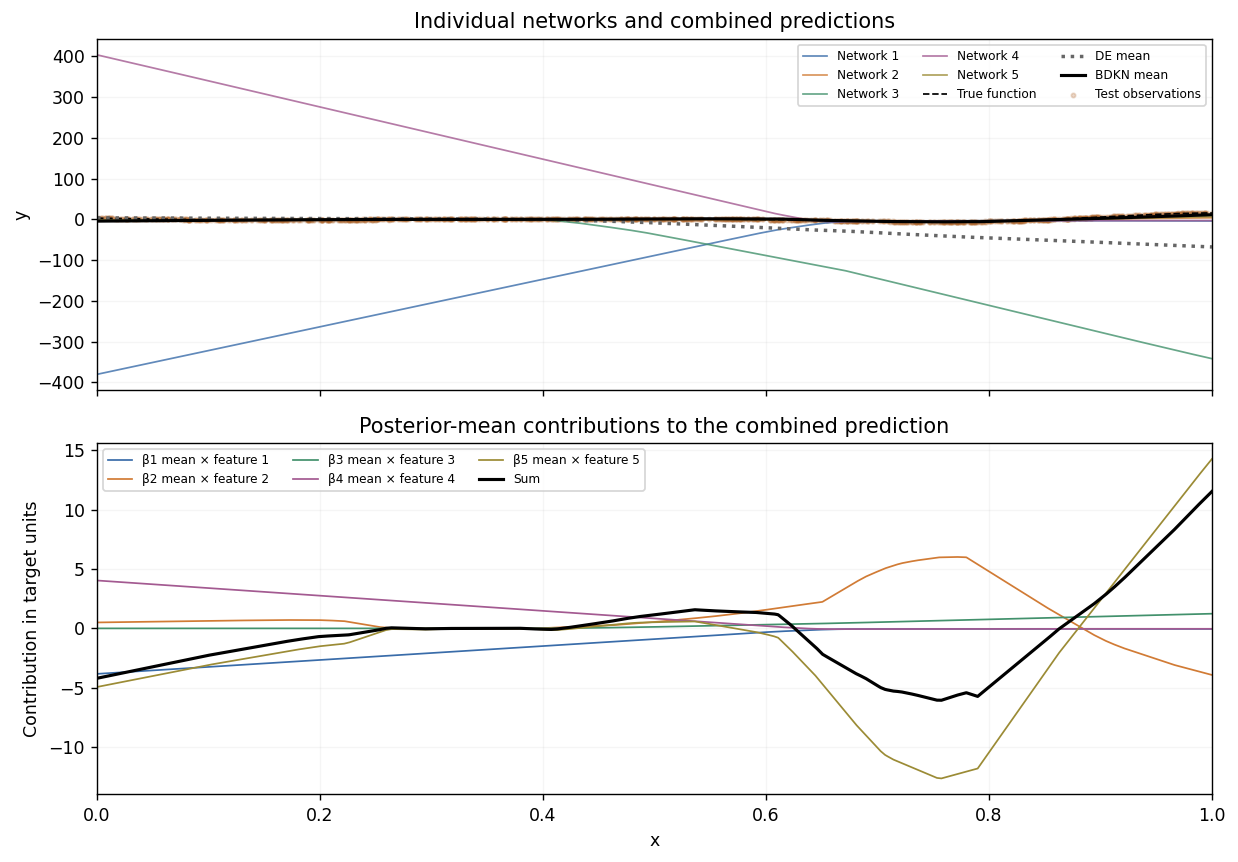 Individual networks and combined predictions
400
300
200
100
0
−100
−200
−300
−400
y
Network 1
Network 2
Network 3
Network 4
Network 5
True function
DE mean
BDKN mean
Test observations
Posterior-mean contributions to the combined prediction
15
10
5
0
−5
−10
Contribution in target units
β1 mean × feature 1
β2 mean × feature 2
β3 mean × feature 3
β4 mean × feature 4
β5 mean × feature 5
Sum
0.0 0.2 0.4 0.6 0.8 1.0
x